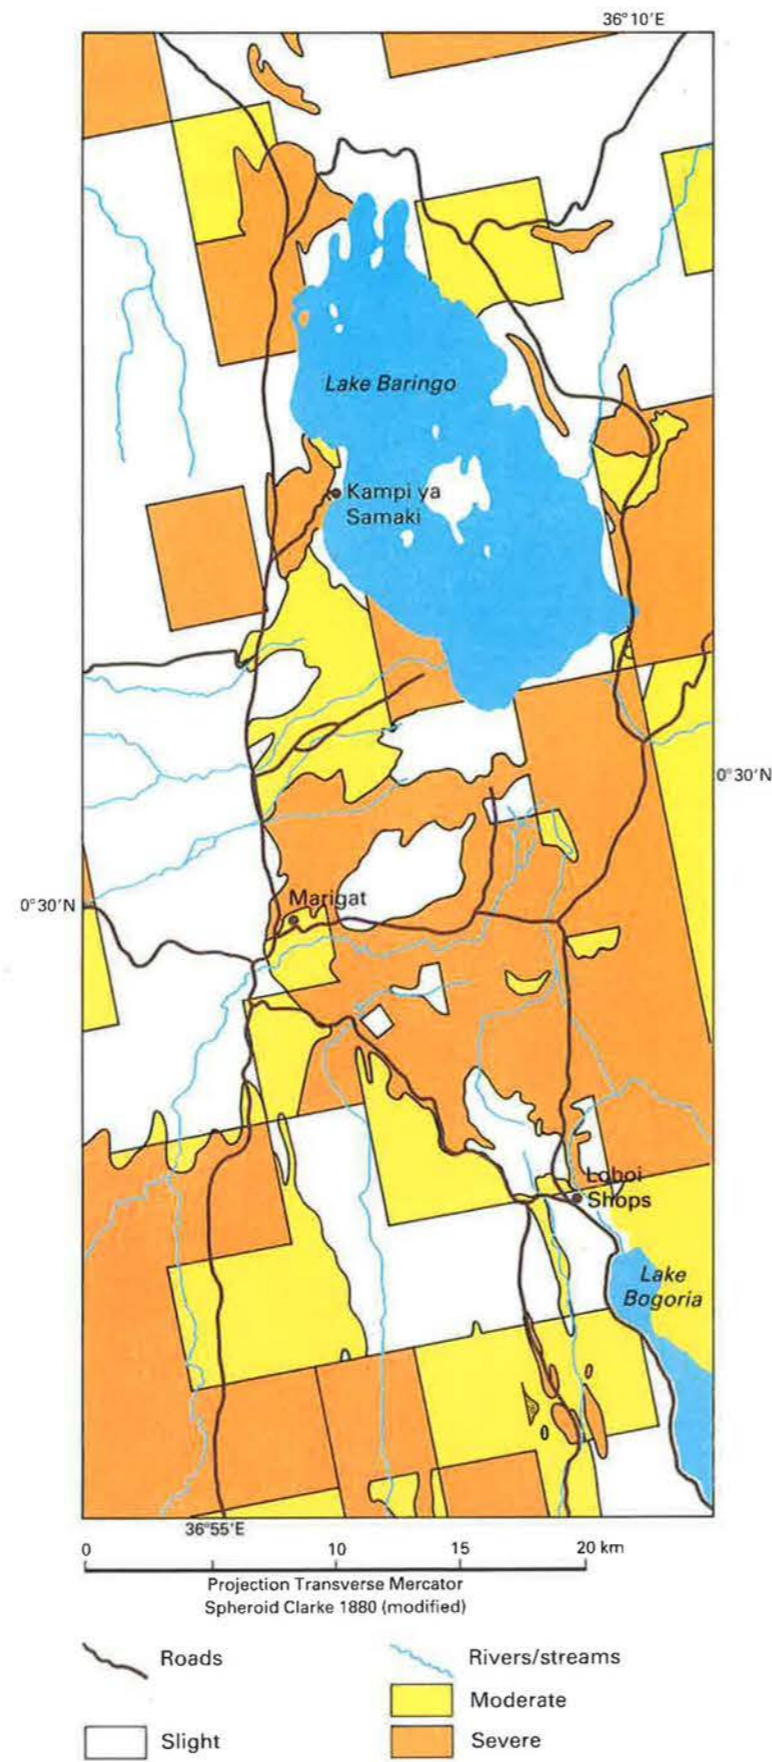 36°10'E
Lake Baringo
Kampi ya
Samaki
0°30'N
0°30'N
Marigat
Loboi
Shops
Lake
Bogoria
36°55'E
0 10 15 20 km
Projection Transverse Mercator
Spheroid Clarke 1880 (modified)
Roads
Rivers/streams
Moderate
Slight
Severe